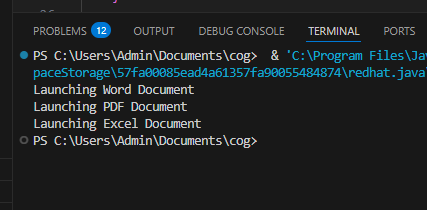 PROBLEMS 12 OUTPUT DEBUG CONSOLE TERMINAL PORTS
PS C:\Users\Admin\Documents\cog> & 'C:\Program Files\Jav
paceStorage\57fa00085ead4a61357fa90055484874\redhat.java
Launching Word Document
Launching PDF Document
Launching Excel Document
PS C:\Users\Admin\Documents\cog>